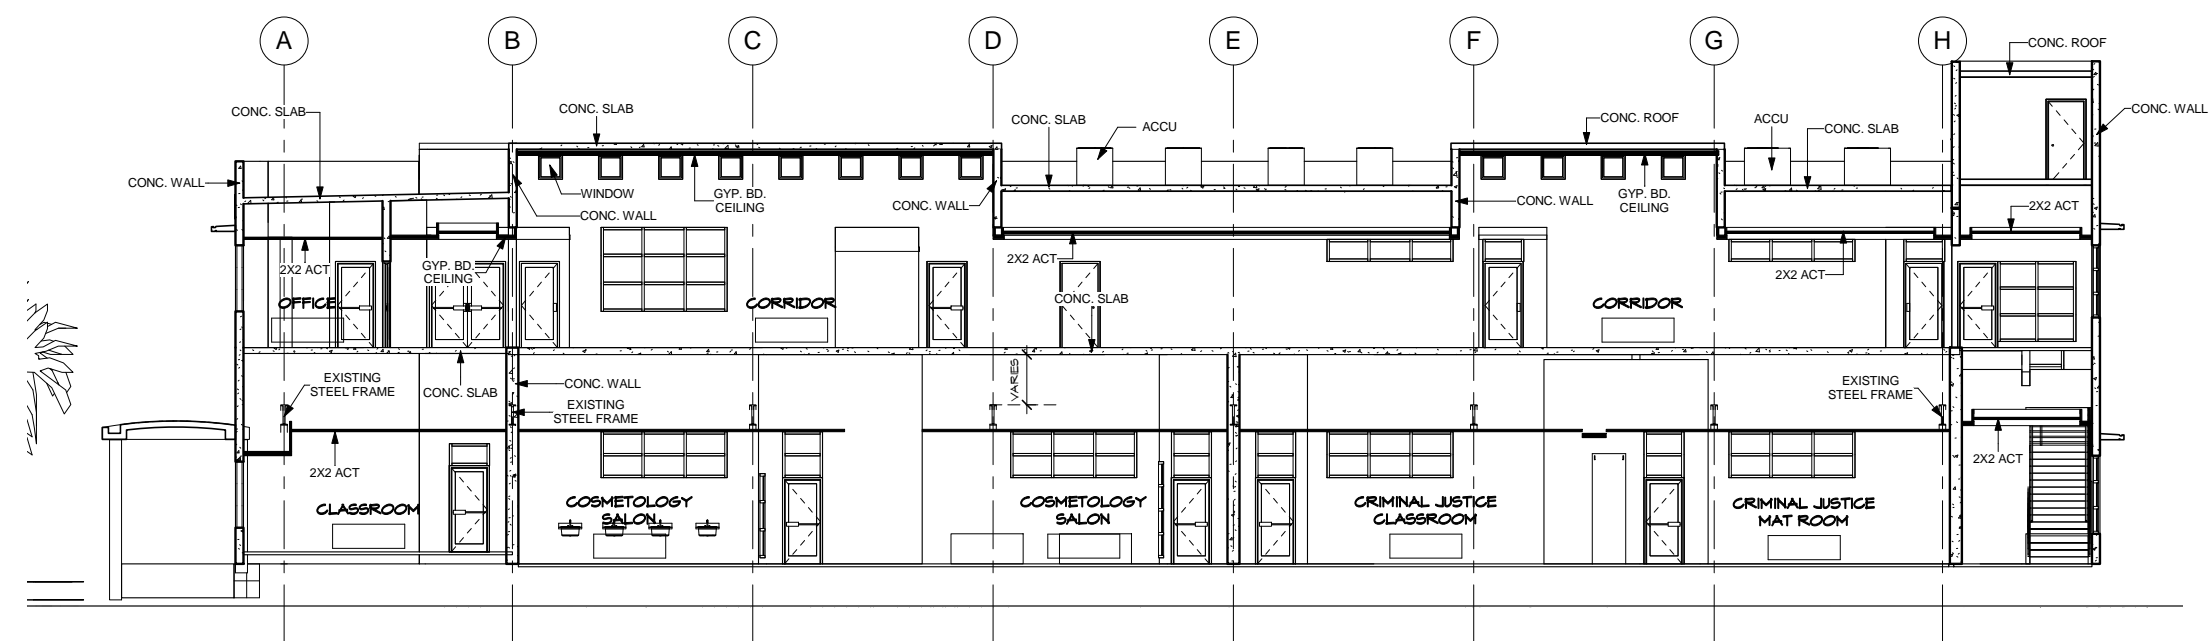 A
B
C
D
E
F
G
H
CONC. ROOF
CONC. SLAB
CONC. SLAB
CONC. SLAB
ACCU
CONC. ROOF
ACCU
CONC. SLAB
CONC. WALL
CONC. WALL
WINDOW
GYP. BD.
CEILING
CONC. WALL
CONC. WALL
CONC. WALL
GYP. BD.
CEILING
2X2 ACT
2X2 ACT
GYP. BD.
CEILING
2X2 ACT
2X2 ACT
OFFICE
CORRIDOR
CONC. SLAB
CORRIDOR
EXISTING
STEEL FRAME
CONC. SLAB
CONC. WALL
EXISTING
STEEL FRAME
VARIES
EXISTING
STEEL FRAME
2X2 ACT
2X2 ACT
CLASSROOM
COSMETOLOGY
SALON
COSMETOLOGY
SALON
CRIMINAL JUSTICE
CLASSROOM
CRIMINAL JUSTICE
MAT ROOM